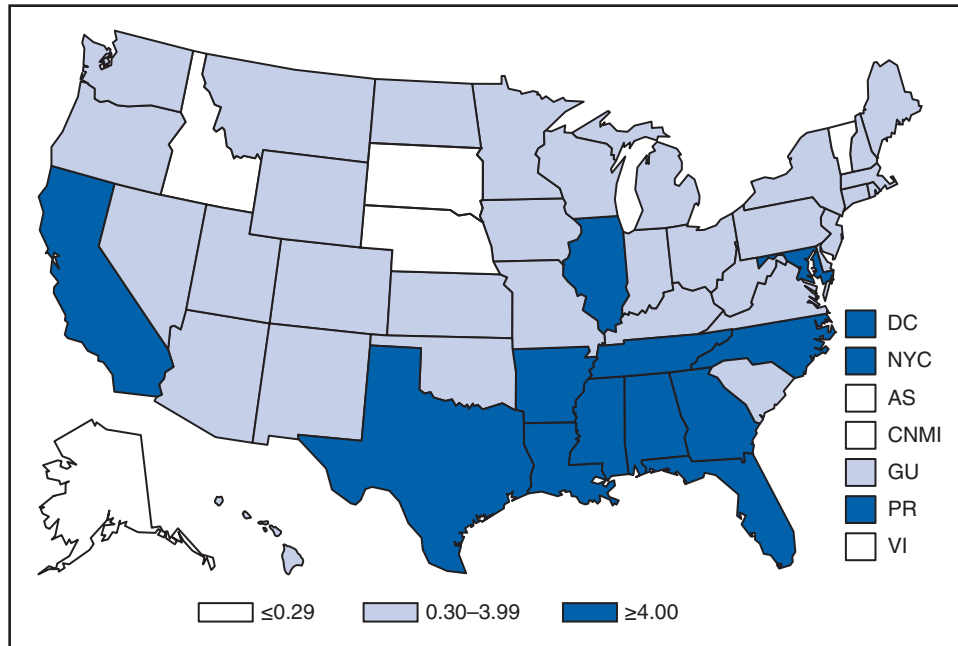 DC
NYC
AS
CNMI
GU
PR
VI
≤0.29 0.30–3.99 ≥4.00